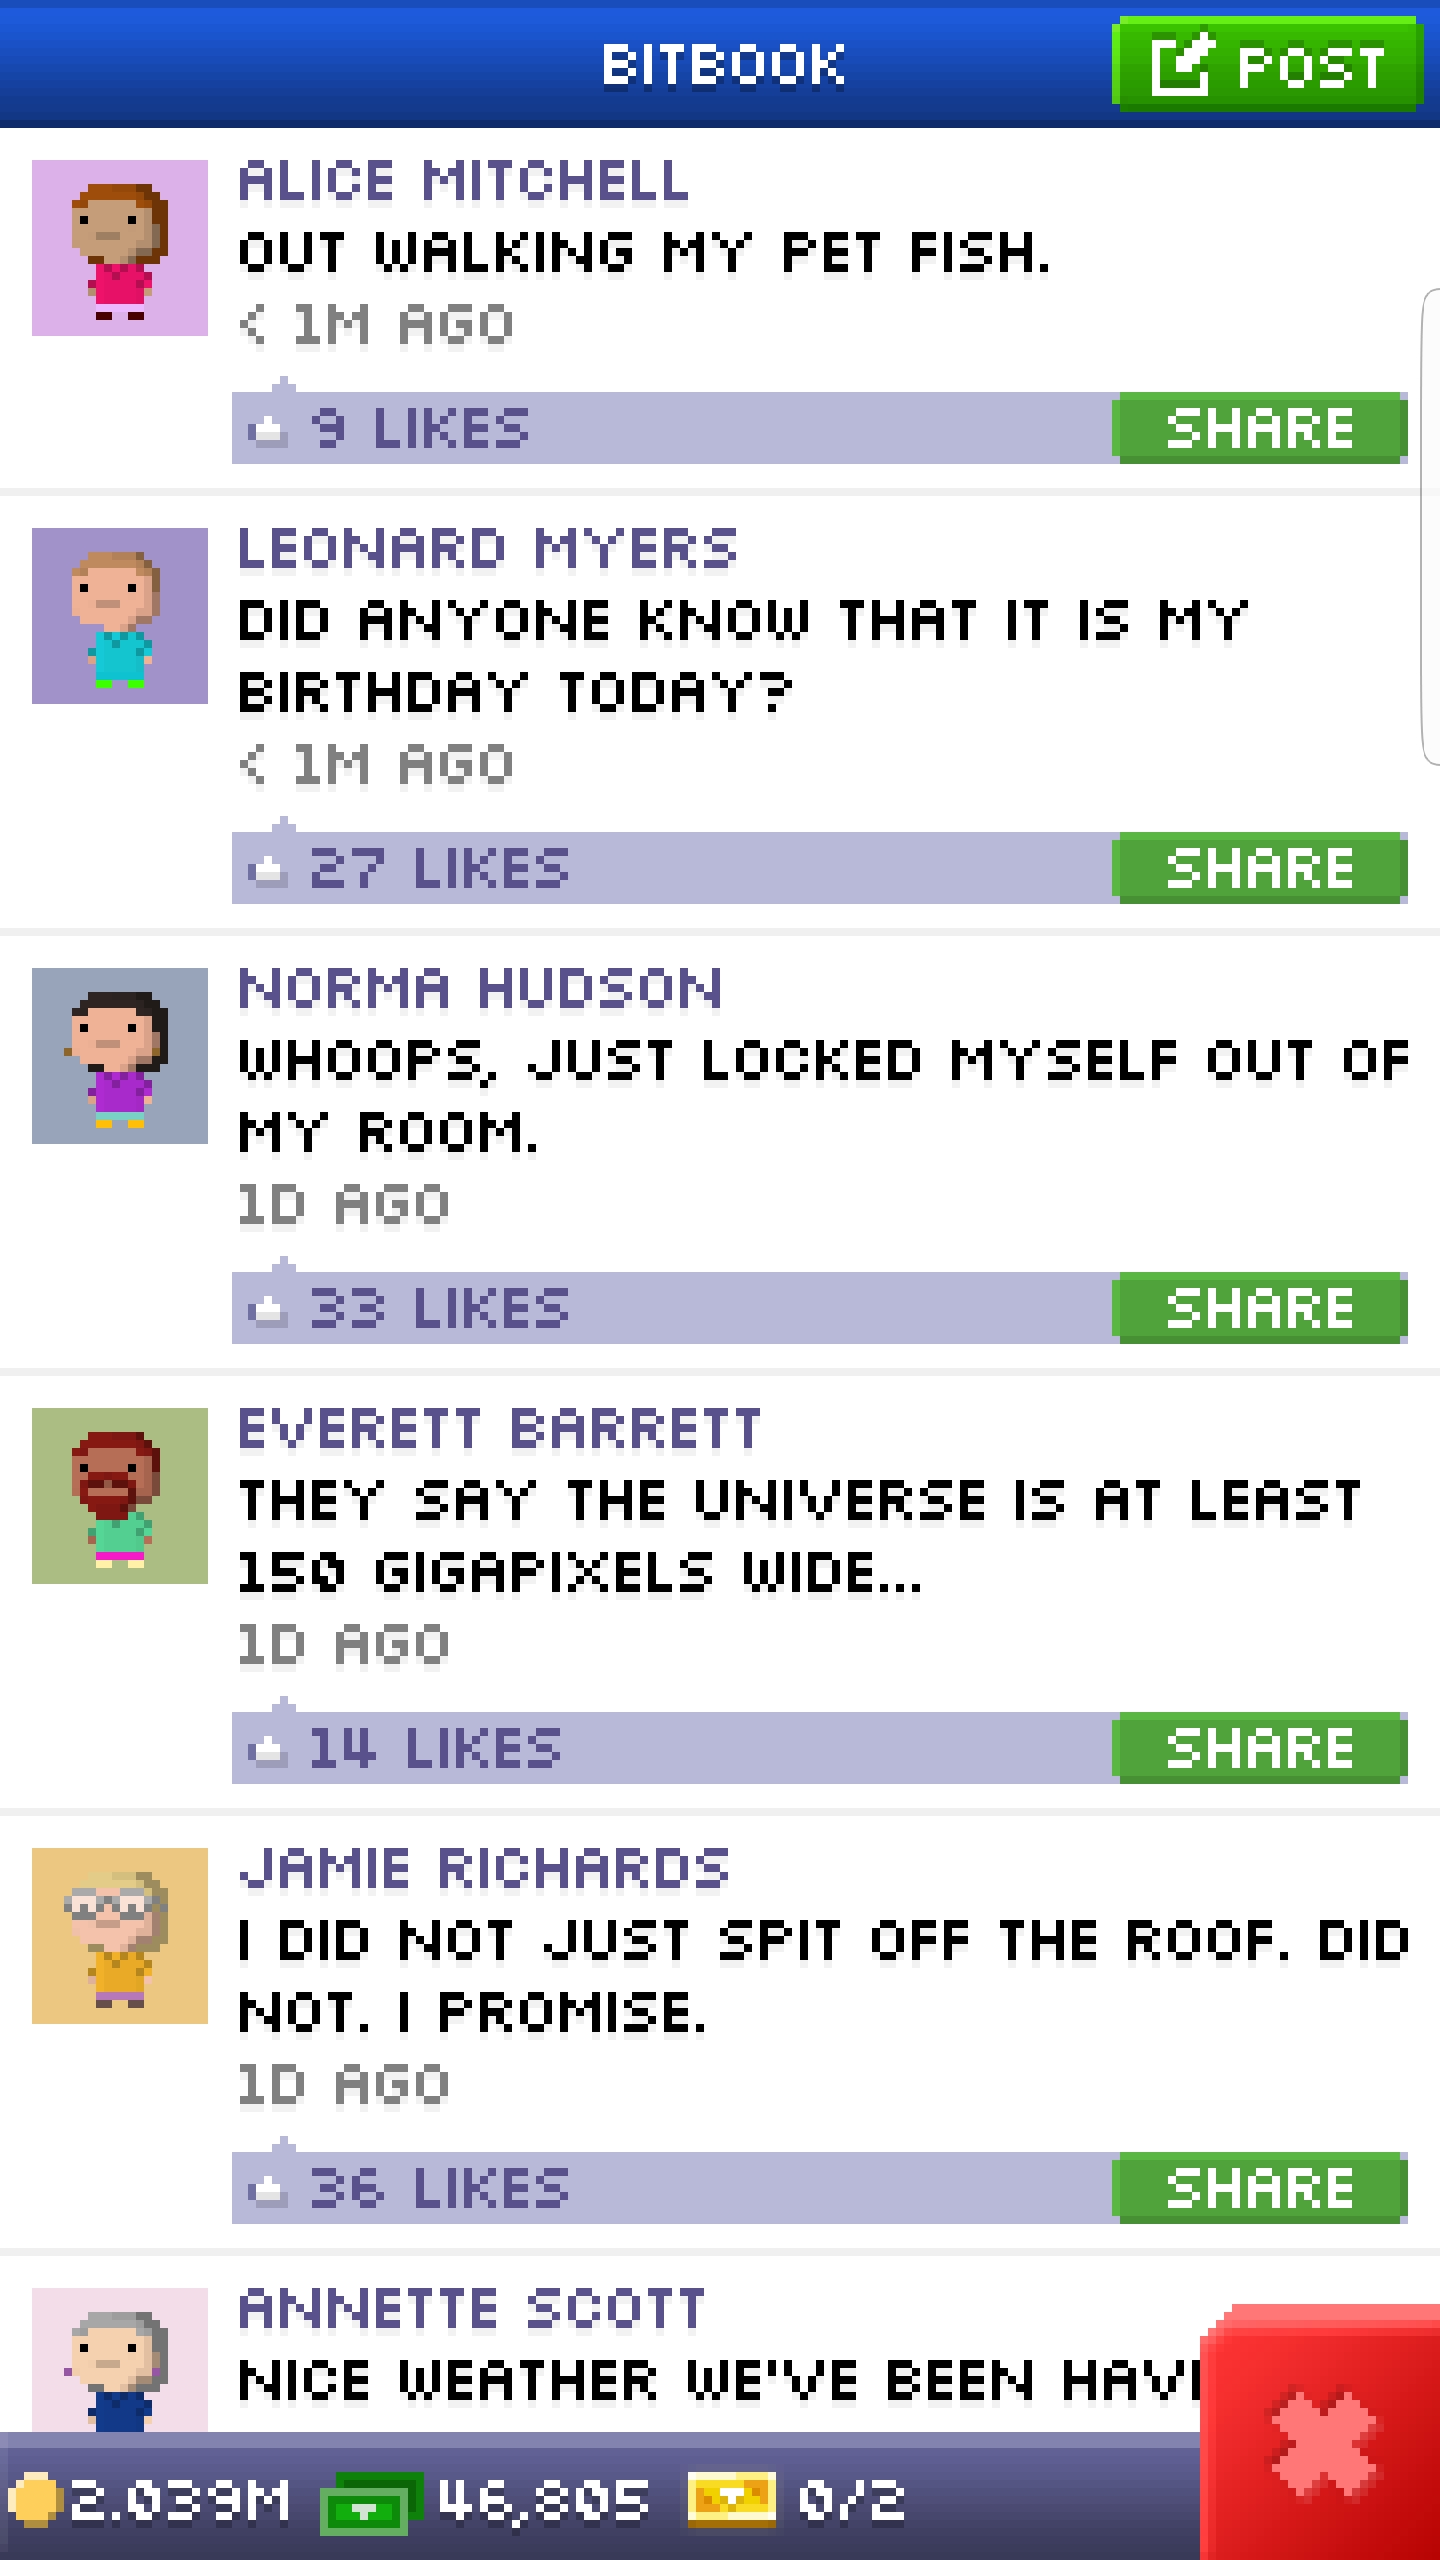 BITBOOK
POST
ALICE MITCHELL
OUT WALKING MY PET FISH.
< 1M AGO
9 LIKES
SHARE
LEONARD MYERS
DID ANYONE KNOW THAT IT IS MY
BIRTHDAY TODAY?
< 1M AGO
27 LIKES
SHARE
NORMA HUDSON
WHOOPS, JUST LOCKED MYSELF OUT OF
MY ROOM.
1D AGO
33 LIKES
SHARE
EVERETT BARRETT
THEY SAY THE UNIVERSE IS AT LEAST
150 GIGAPIXELS WIDE...
1D AGO
14 LIKES
SHARE
JAMIE RICHARDS
I DID NOT JUST SPIT OFF THE ROOF. DID
NOT. I PROMISE.
1D AGO
36 LIKES
SHARE
ANNETTE SCOTT
NICE WEATHER WE'VE BEEN
2.039M
46,805
0/2